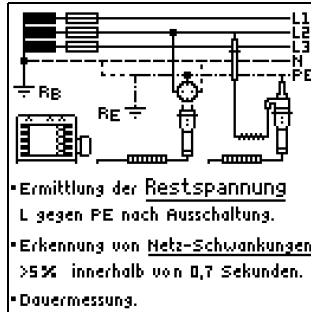 L1
L2
L3
N
PE
RB
RE
▪Ermittlung der Restspannung
L gegen PE nach Ausschaltung.
▪Erkennung von Netz-Schwankungen
>5% innerhalb von 0,7 Sekunden.
▪Dauermessung.